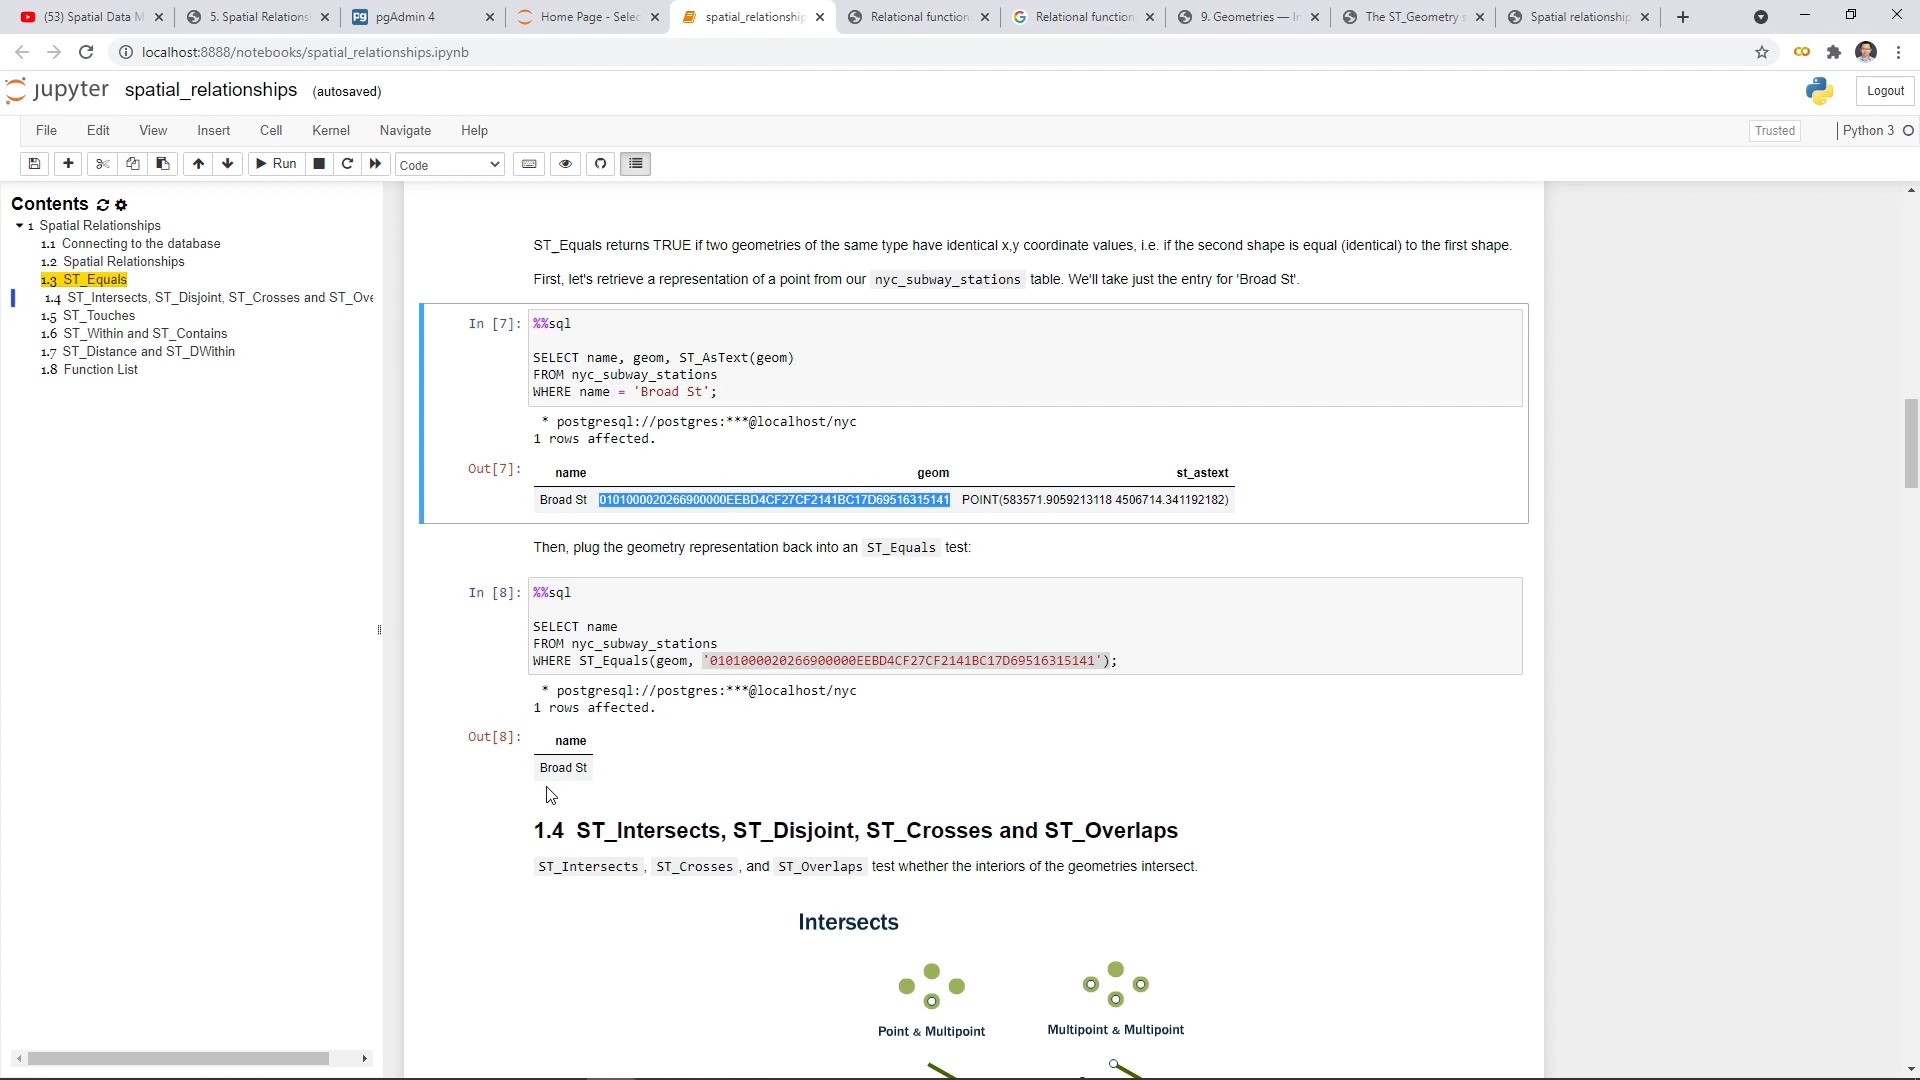 (53) Spatial Data M
5. Spatial Relations
pgAdmin 4
Home Page - Selec
spatial_relationship
Relational function
Relational function
9. Geometries — In
The ST_Geometry s
Spatial relationship
localhost:8888/notebooks/spatial_relationships.ipynb
jupyter spatial_relationships (autosaved)
Logout
File Edit View Insert Cell Kernel Navigate Help
Trusted
Python 3
Run
Code
Contents
1 Spatial Relationships
1.1 Connecting to the database
1.2 Spatial Relationships
1.3 ST_Equals
1.4 ST_Intersects, ST_Disjoint, ST_Crosses and ST_Ove
1.5 ST_Touches
1.6 ST_Within and ST_Contains
1.7 ST_Distance and ST_DWithin
1.8 Function List
ST_Equals returns TRUE if two geometries of the same type have identical x,y coordinate values, i.e. if the second shape is equal (identical) to the first shape.
First, let's retrieve a representation of a point from our nyc_subway_stations table. We'll take just the entry for 'Broad St'.
In [7]: %%sql
SELECT name, geom, ST_AsText(geom)
FROM nyc_subway_stations
WHERE name = 'Broad St';
* postgresql://postgres:***@localhost/nyc
1 rows affected.
Out[7]: name geom st_astext
Broad St 0101000020266900000EEBD4CF27CF2141BC17D69516315141 POINT(583571.9059213118 4506714.341192182)
Then, plug the geometry representation back into an ST_Equals test:
In [8]: %%sql
SELECT name
FROM nyc_subway_stations
WHERE ST_Equals(geom, '0101000020266900000EEBD4CF27CF2141BC17D69516315141');
* postgresql://postgres:***@localhost/nyc
1 rows affected.
Out[8]: name
Broad St
1.4 ST_Intersects, ST_Disjoint, ST_Crosses and ST_Overlaps
ST_Intersects , ST_Crosses , and ST_Overlaps test whether the interiors of the geometries intersect.
Intersects
Point & Multipoint
Multipoint & Multipoint